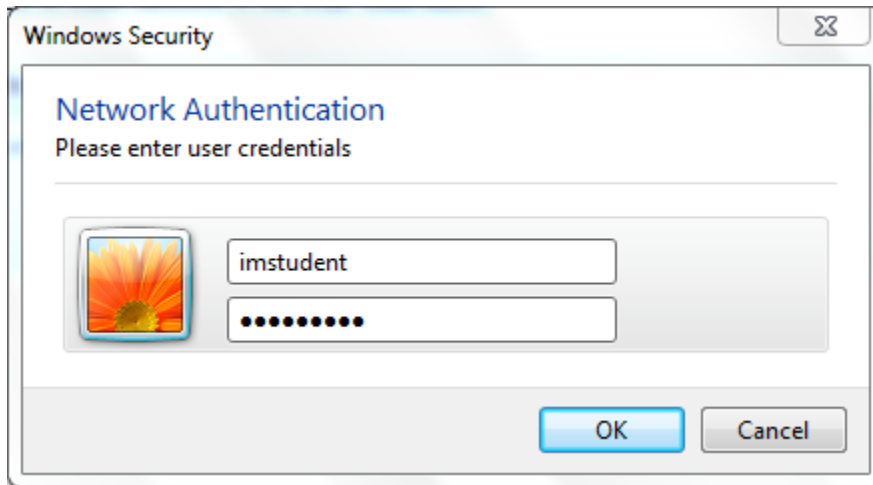 Windows Security
Network Authentication
Please enter user credentials
imstudent
●●●●●●●●●
OK
Cancel